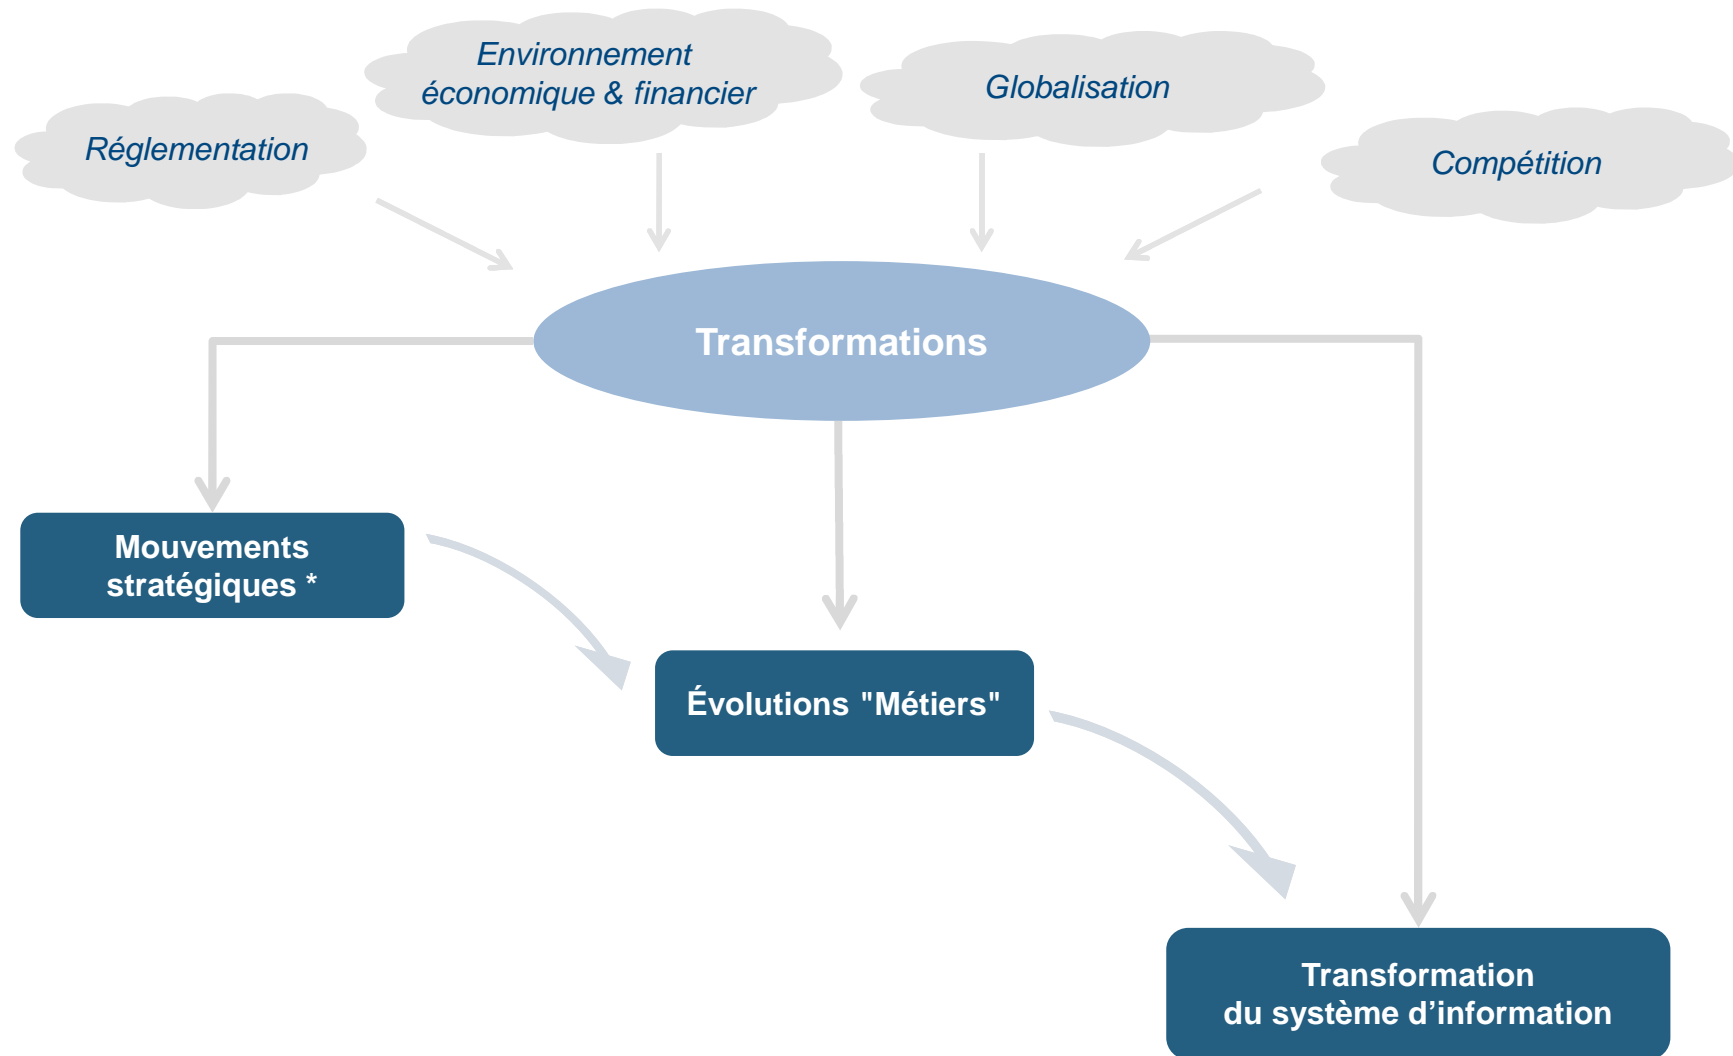 Environnement
économique & financier
Globalisation
Réglementation
Compétition
Transformations
Mouvements
stratégiques *
Évolutions "Métiers"
Transformation
du système d’information